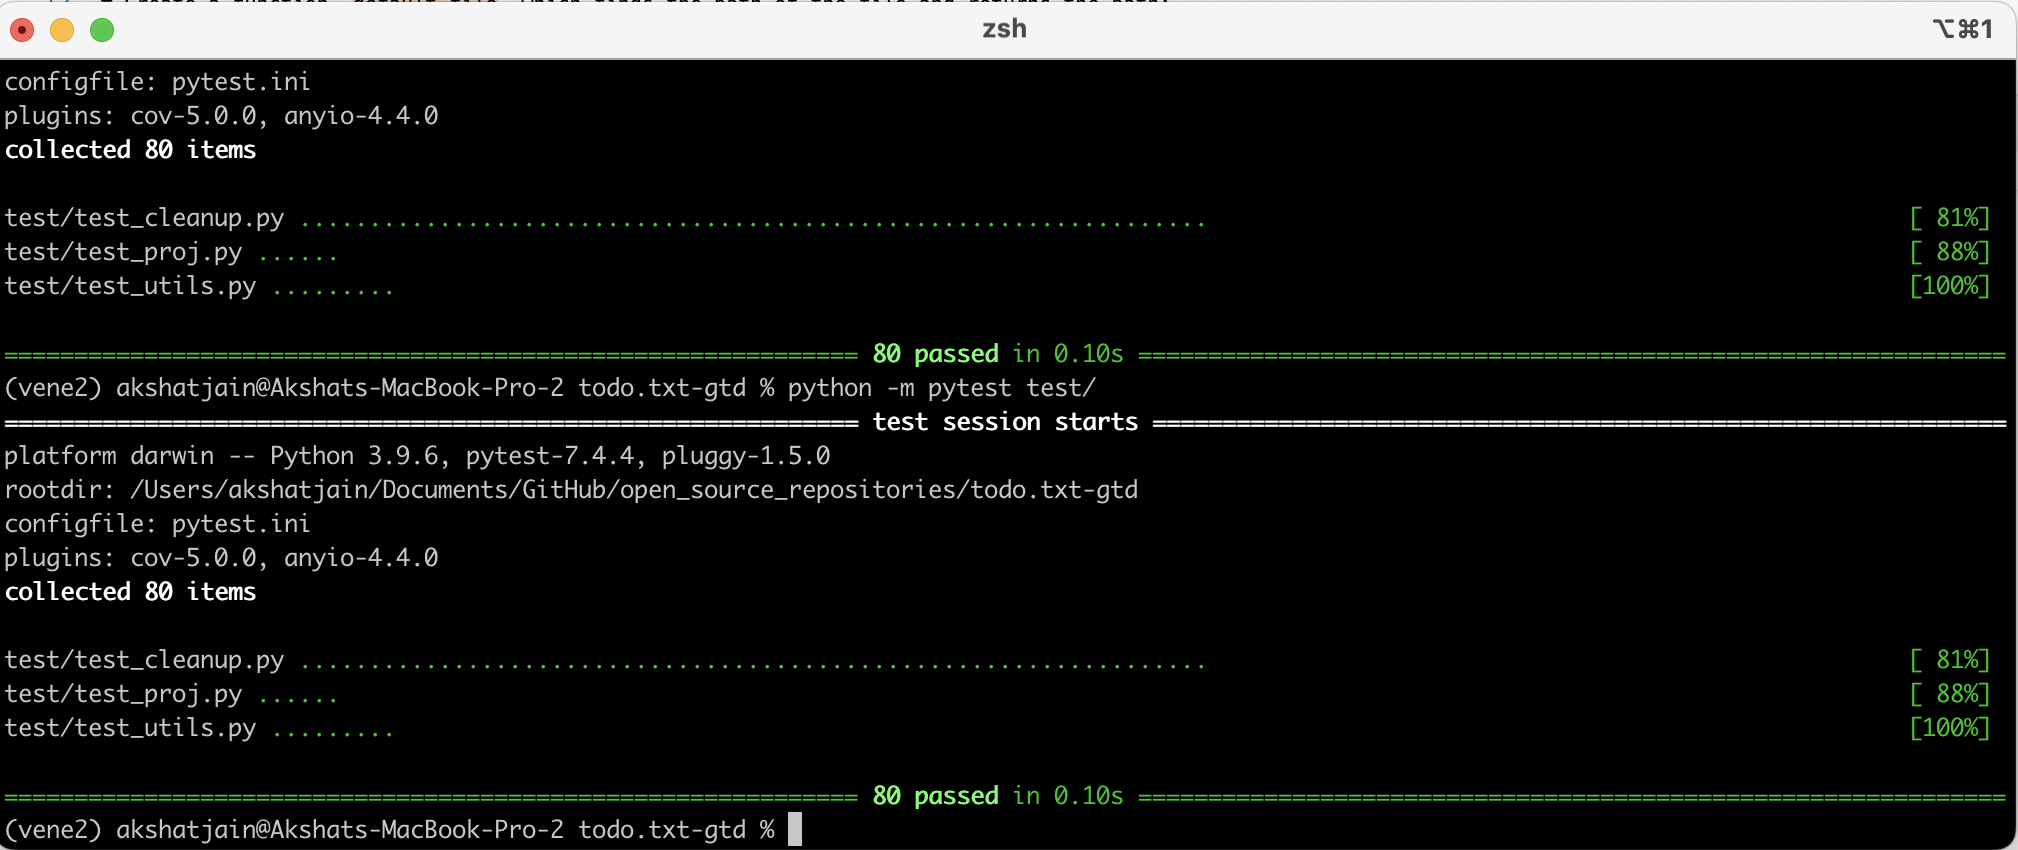 zsh
⌥⌘1
configfile: pytest.ini
plugins: cov-5.0.0, anyio-4.4.0
collected 80 items
test/test_cleanup.py ................................................................. [ 81%]
test/test_proj.py ...... [ 88%]
test/test_utils.py ......... [100%]
============================================================= 80 passed in 0.10s ==============================================================
(vene2) akshatjain@Akshats-MacBook-Pro-2 todo.txt-gtd % python -m pytest test/
============================================================= test session starts =============================================================
platform darwin -- Python 3.9.6, pytest-7.4.4, pluggy-1.5.0
rootdir: /Users/akshatjain/Documents/GitHub/open_source_repositories/todo.txt-gtd
configfile: pytest.ini
plugins: cov-5.0.0, anyio-4.4.0
collected 80 items
test/test_cleanup.py ................................................................. [ 81%]
test/test_proj.py ...... [ 88%]
test/test_utils.py ......... [100%]
============================================================= 80 passed in 0.10s ==============================================================
(vene2) akshatjain@Akshats-MacBook-Pro-2 todo.txt-gtd %